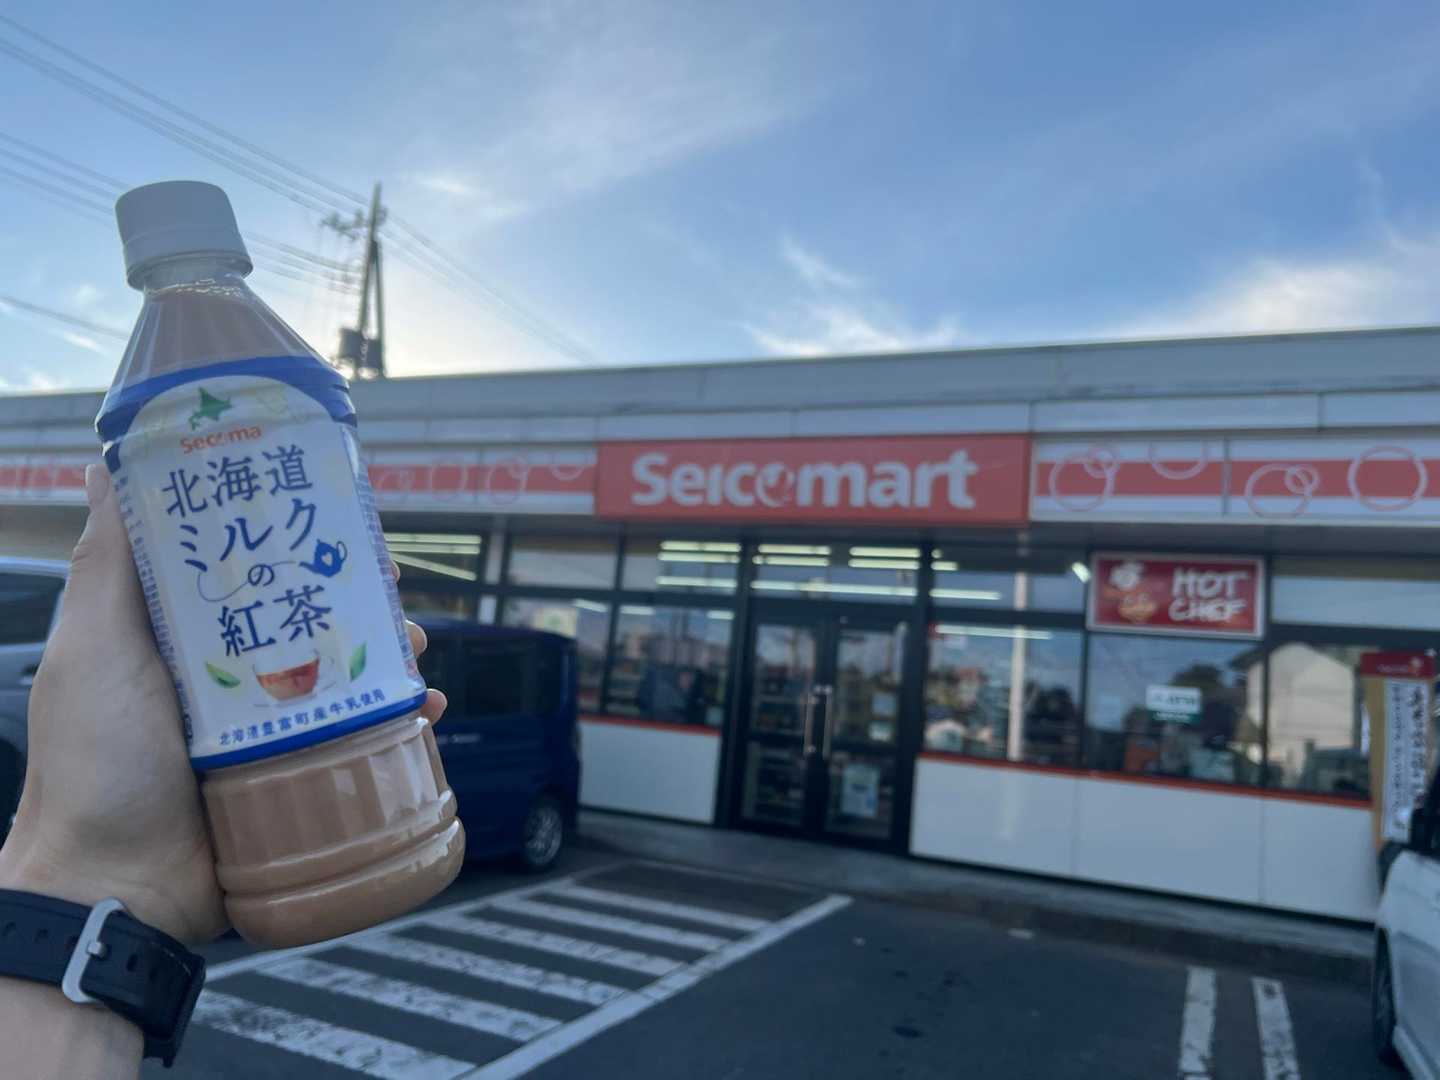 Secoma
北海道
ミルク
の
紅茶
北海道豊富町産牛乳使用
Seicomart
HOT
CHEF